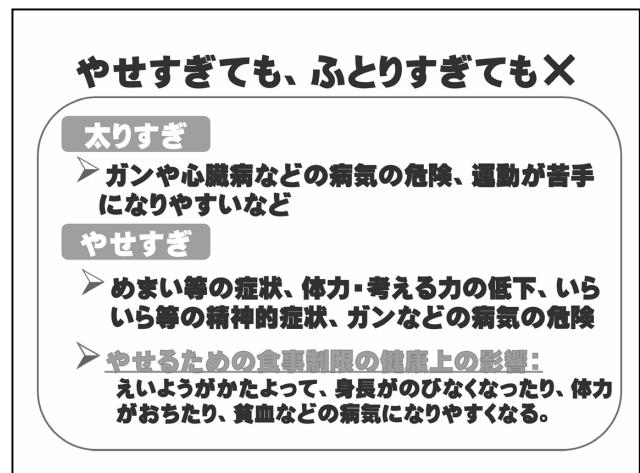 やせすぎても、ふとりすぎても×
太りすぎ
ガンや心臓病などの病気の危険、運動が苦手
になりやすいなど
やせすぎ
めまい等の症状、体力・考える力の低下、いら
いら等の精神的症状、ガンなどの病気の危険
やせるための食事制限の健康上の影響：
えいようがかたよって、身長がのびなくなったり、体力
がおちたり、貧血などの病気になりやすくなる。